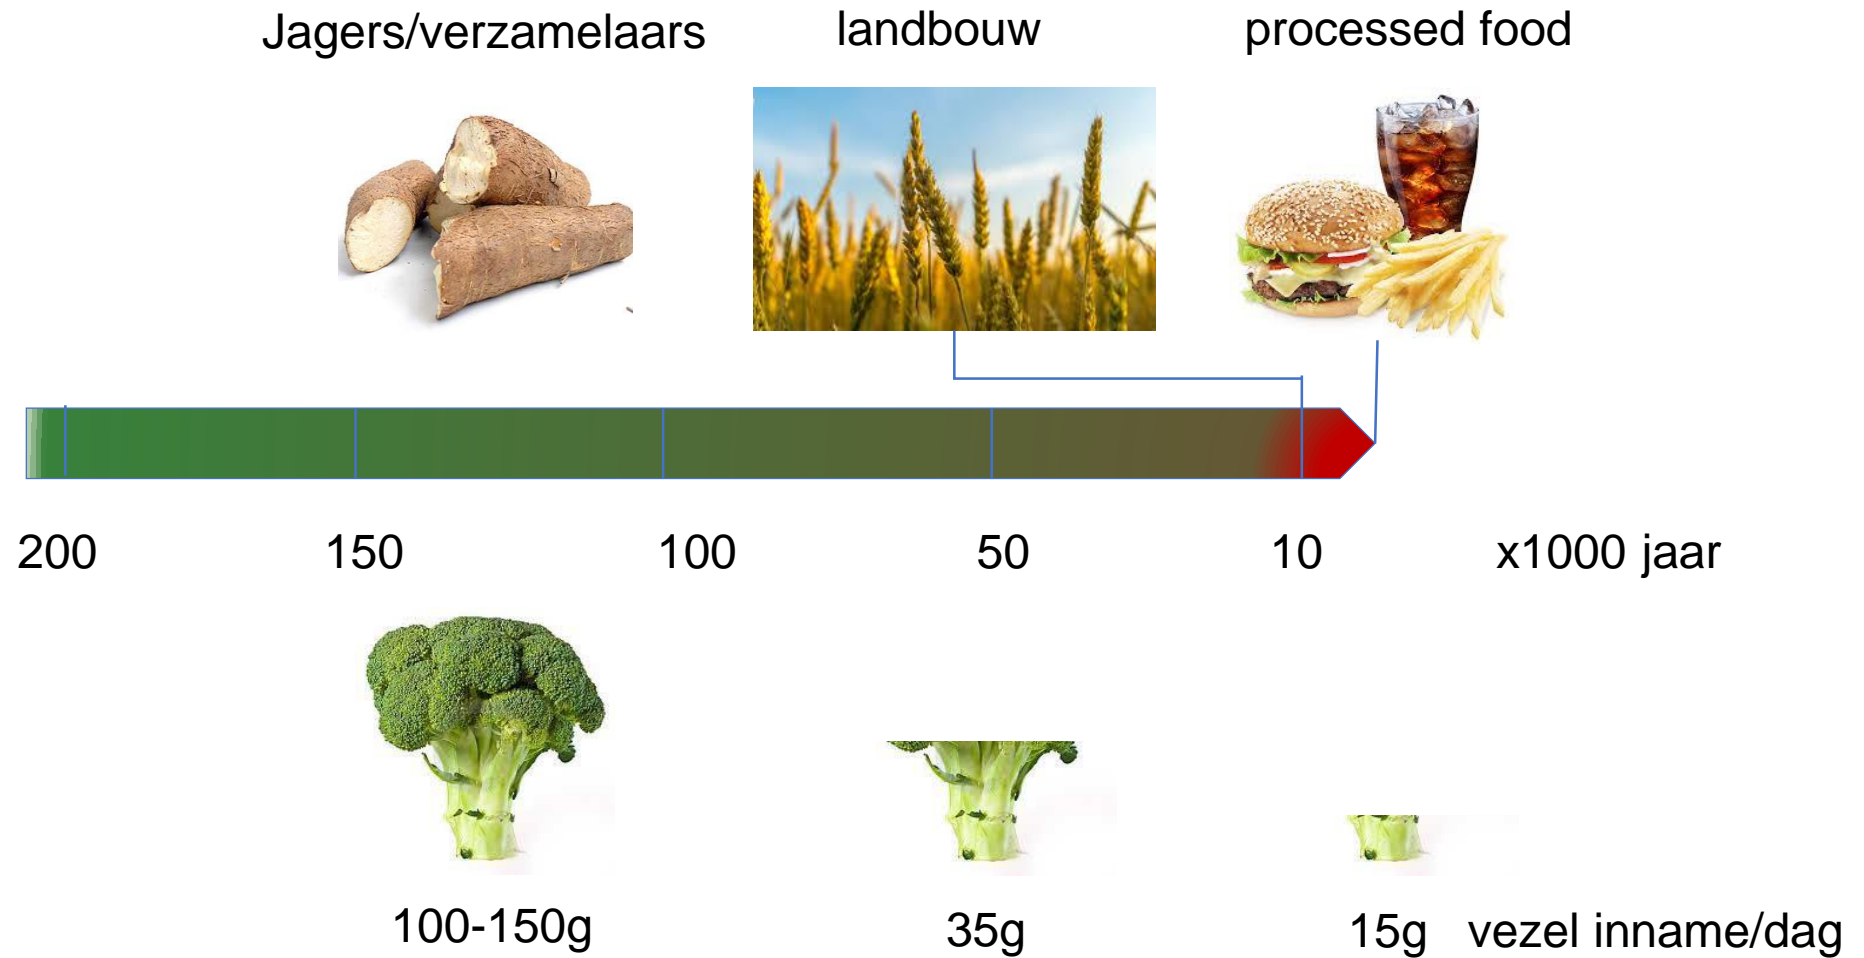 Jagers/verzamelaars
landbouw
processed food
200
150
100
50
10
x1000 jaar
100-150g
35g
15g
vezel inname/dag